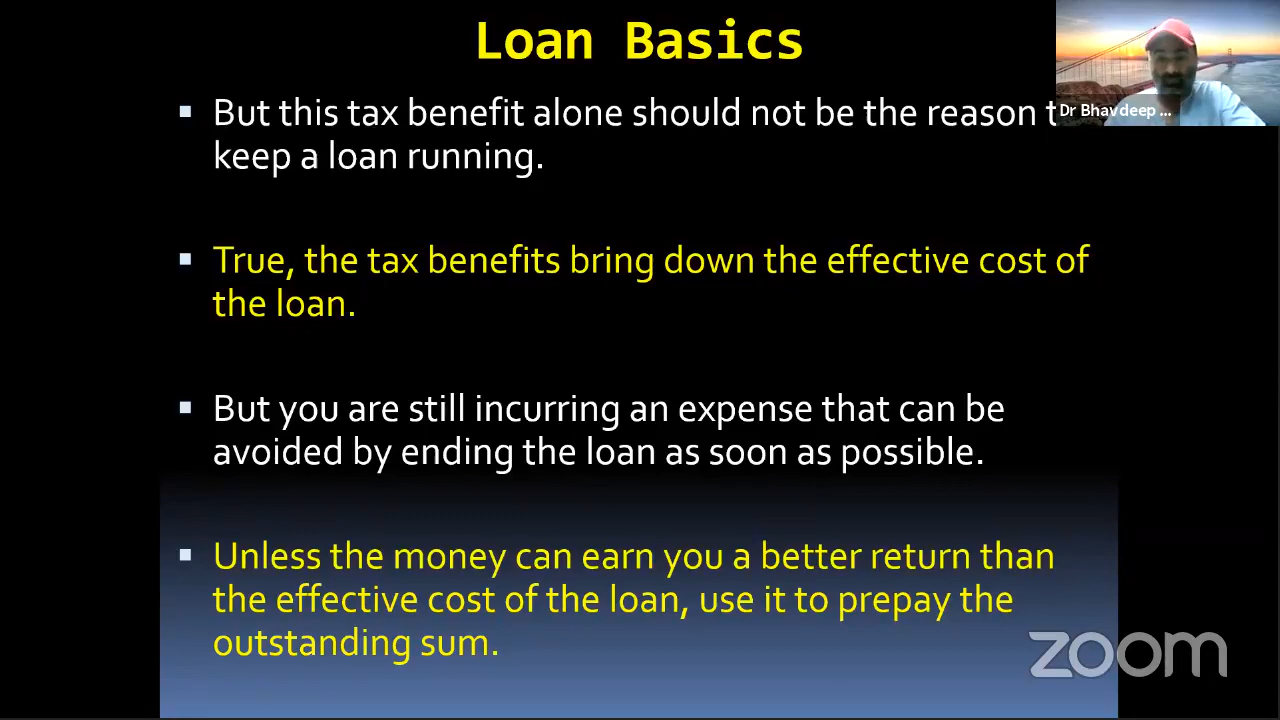 Loan Basics
Dr Bhavdeep ...
▪ But this tax benefit alone should not be the reason t
keep a loan running.
▪ True, the tax benefits bring down the effective cost of
the loan.
▪ But you are still incurring an expense that can be
avoided by ending the loan as soon as possible.
▪ Unless the money can earn you a better return than
the effective cost of the loan, use it to prepay the
outstanding sum.
zoom